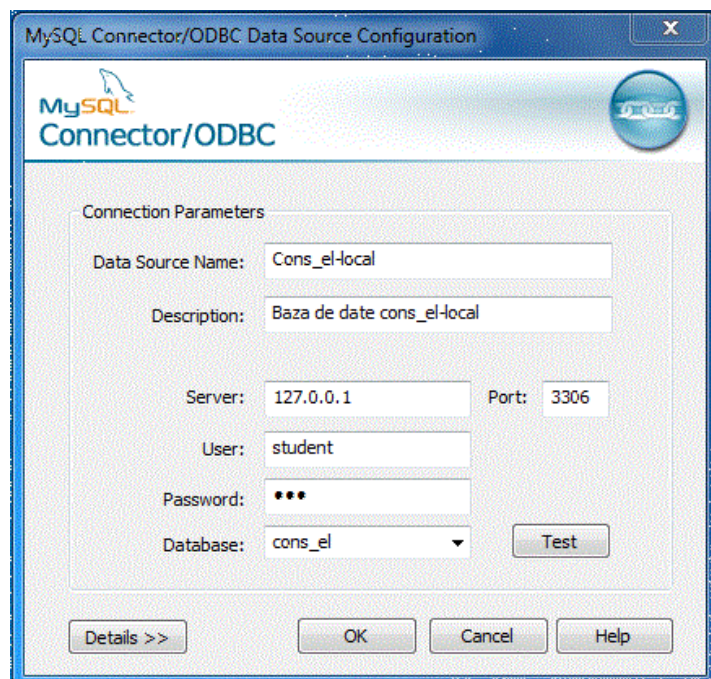 MySQL Connector/ODBC Data Source Configuration
X
MySQL
Connector/ODBC
Connection Parameters
Data Source Name: Cons_el-local
Description: Baza de date cons_el-local
Server: 127.0.0.1 Port: 3306
User: student
Password: •••
Database: cons_el Test
Details >> OK Cancel Help